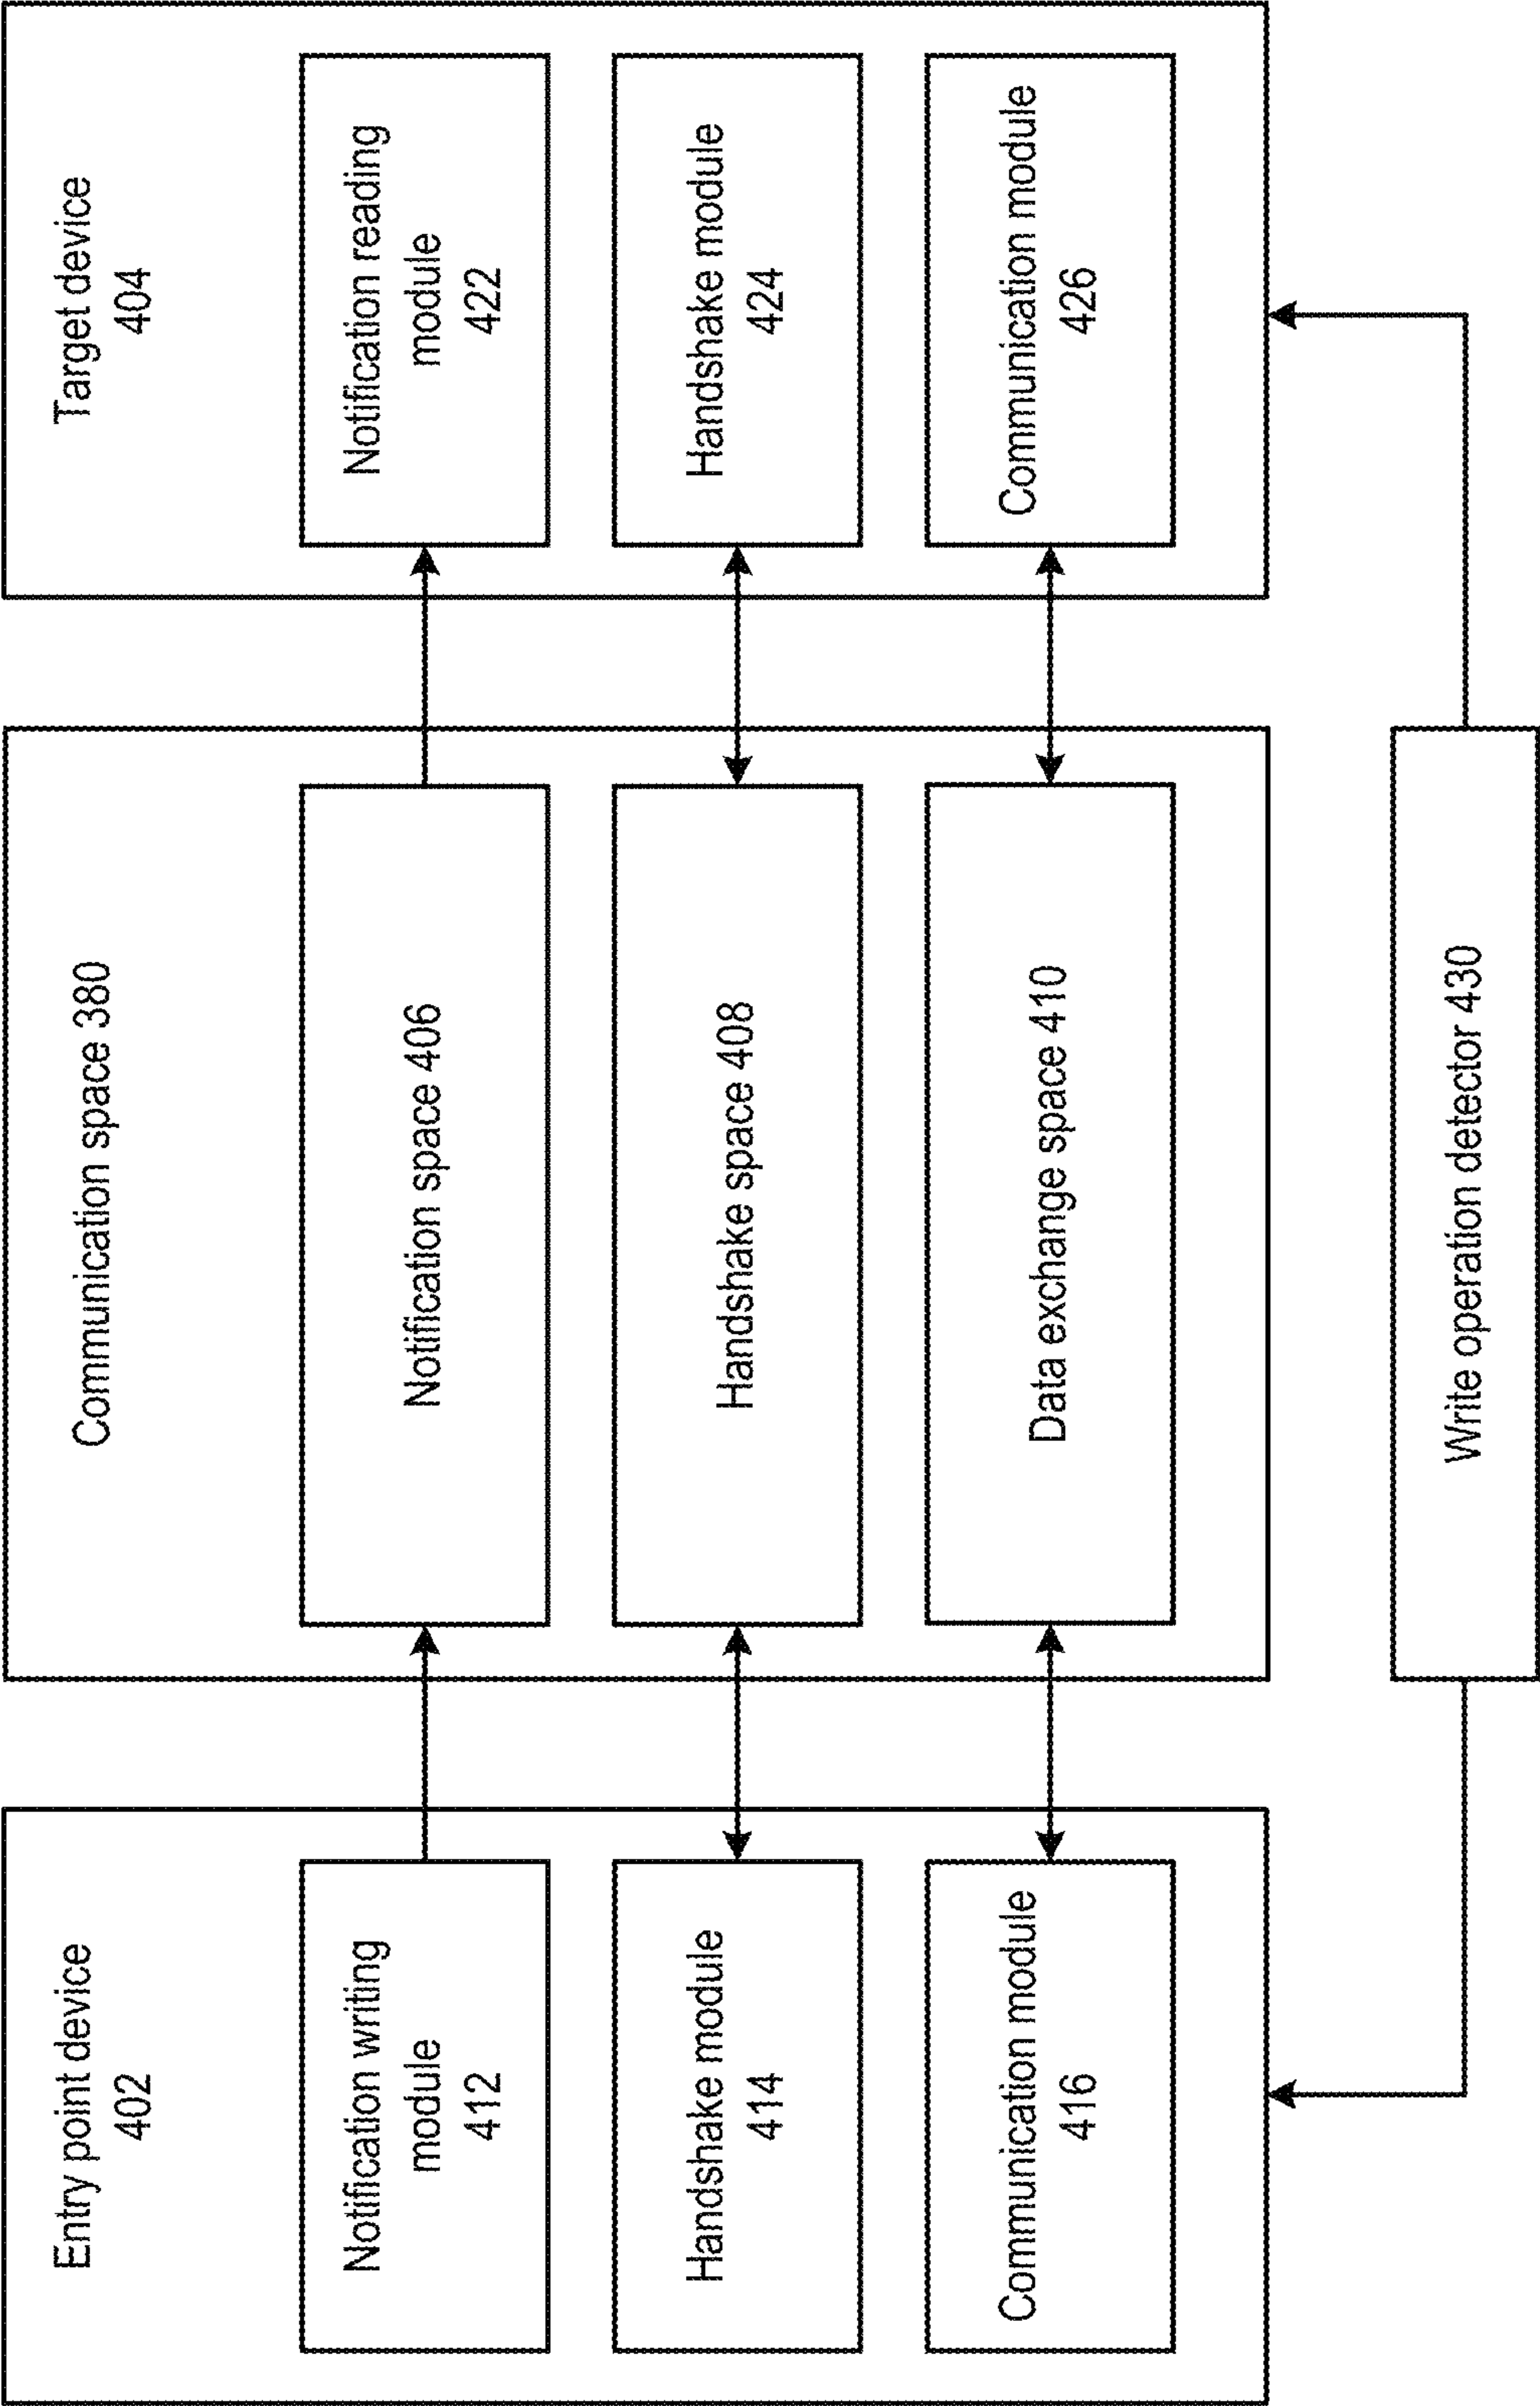 Entry point device
402
Notification writing
module
412
Handshake module
414
Communication module
416
Communication space 380
Notification space 406
Handshake space 408
Data exchange space 410
Target device
404
Notification reading
module
422
Handshake module
424
Communication module
426
Write operation detector 430